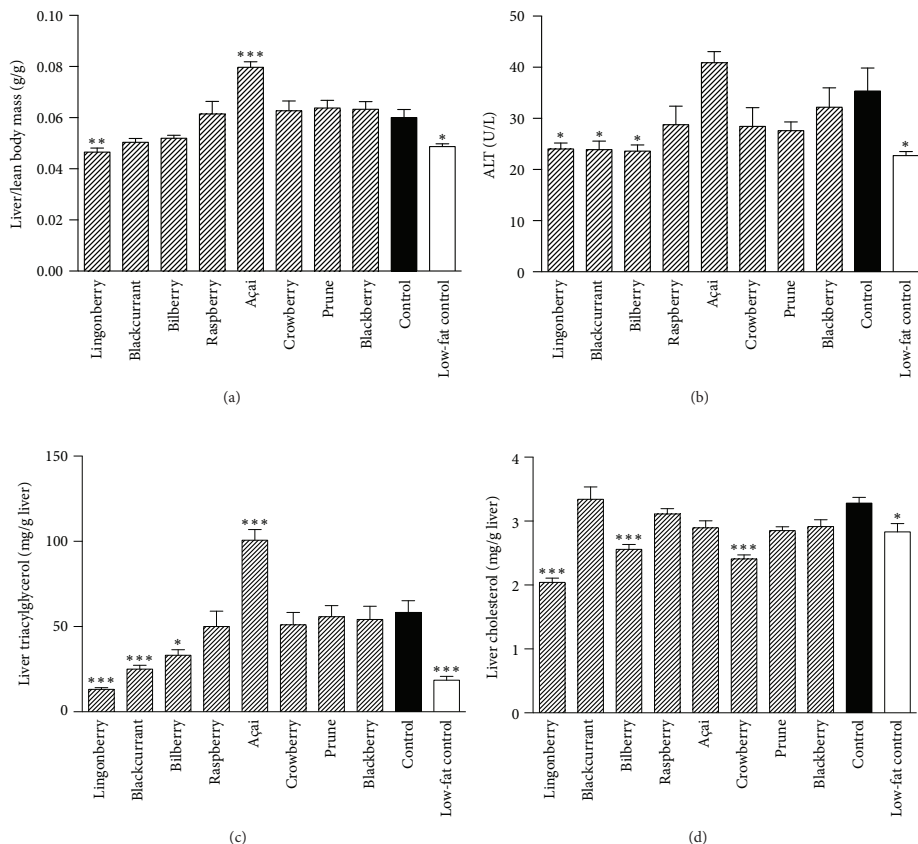 Liver/lean body mass (g/g)
0.10
0.08
0.06
0.04
0.02
0.00
**
***
*
Lingonberry
Blackcurrant
Bilberry
Raspberry
Açai
Crowberry
Prune
Blackberry
Control
Low-fat control
(a)
ALT (U/L)
50
40
30
20
10
0
*
*
*
*
Lingonberry
Blackcurrant
Bilberry
Raspberry
Açai
Crowberry
Prune
Blackberry
Control
Low-fat control
(b)
Liver triacylglycerol (mg/g liver)
150
100
50
0
***
***
*
***
***
Lingonberry
Blackcurrant
Bilberry
Raspberry
Açai
Crowberry
Prune
Blackberry
Control
Low-fat control
(c)
Liver cholesterol (mg/g liver)
4
3
2
1
0
***
***
***
*
Lingonberry
Blackcurrant
Bilberry
Raspberry
Açai
Crowberry
Prune
Blackberry
Control
Low-fat control
(d)